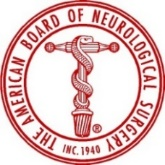 THE AMERICAN BOARD OF NEUROLOGICAL SURGERY
INC. 1940
®